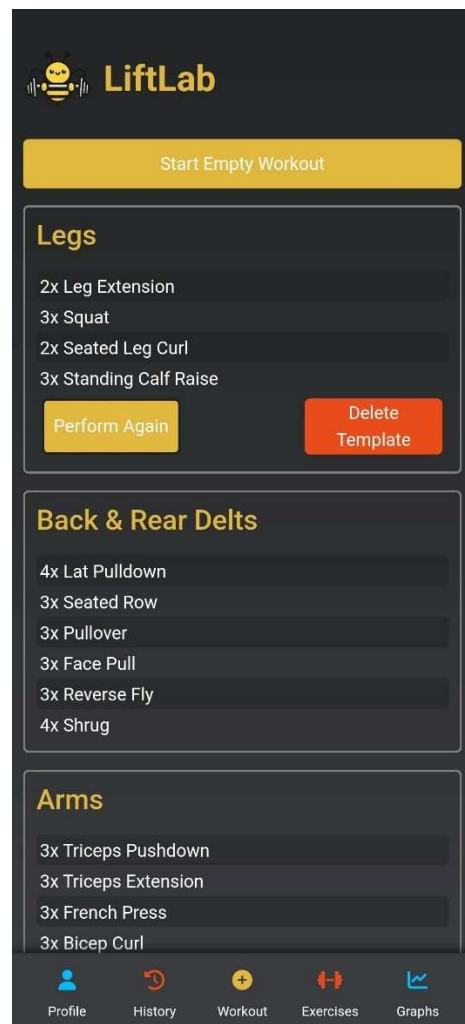 LiftLab
Start Empty Workout
Legs
2x Leg Extension
3x Squat
2x Seated Leg Curl
3x Standing Calf Raise
Perform Again
Delete
Template
Back & Rear Delts
4x Lat Pulldown
3x Seated Row
3x Pullover
3x Face Pull
3x Reverse Fly
4x Shrug
Arms
3x Triceps Pushdown
3x Triceps Extension
3x French Press
3x Bicep Curl
Profile History Workout Exercises Graphs